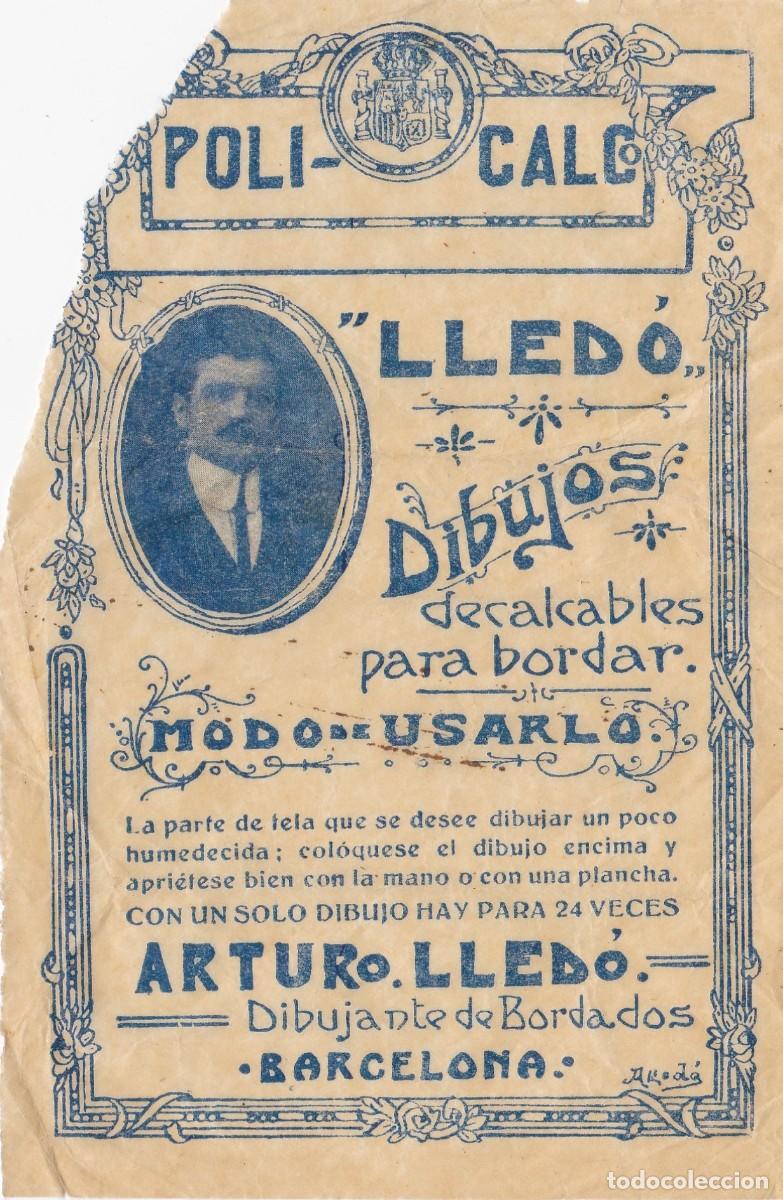 POLI-CALCO
"LLEDÓ"
Dibujos
decalcables
para bordar.
MODO DE USARLO.
La parte de tela que se desee dibujar un poco
humedecida; colóquese el dibujo encima y
apriétese bien con la mano o con una plancha.
CON UN SOLO DIBUJO HAY PARA 24 VECES
ARTURO. LLEDÓ.
Dibujante de Bordados
•BARCELONA.•
todocoleccion